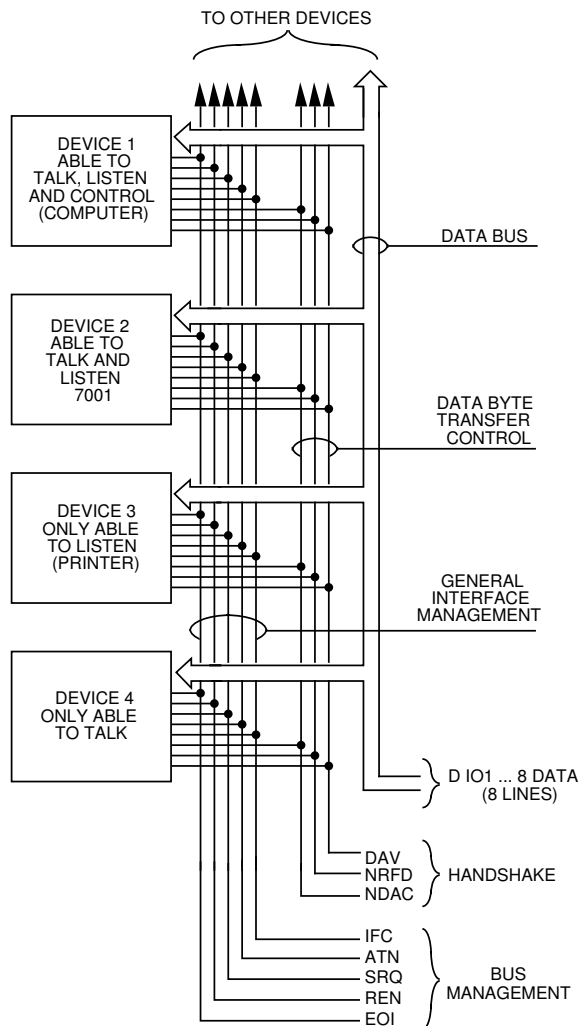 TO OTHER DEVICES
DEVICE 1
ABLE TO
TALK, LISTEN
AND CONTROL
(COMPUTER)
DATA BUS
DEVICE 2
ABLE TO
TALK AND
LISTEN
7001
DATA BYTE
TRANSFER
CONTROL
DEVICE 3
ONLY ABLE
TO LISTEN
(PRINTER)
GENERAL
INTERFACE
MANAGEMENT
DEVICE 4
ONLY ABLE
TO TALK
D IO1 ... 8 DATA
(8 LINES)
DAV
NRFD
NDAC
HANDSHAKE
IFC
ATN
SRQ
REN
EOI
BUS
MANAGEMENT